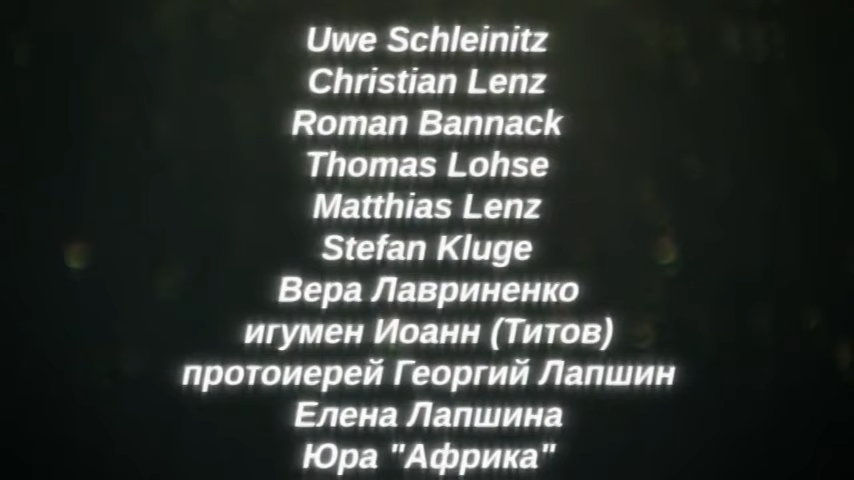 Uwe Schleinitz
Christian Lenz
Roman Bannack
Thomas Lohse
Matthias Lenz
Stefan Kluge
Вера Лавриненко
игумен Иоанн (Титов)
протоиерей Георгий Лапшин
Елена Лапшина
Юра "Африка"